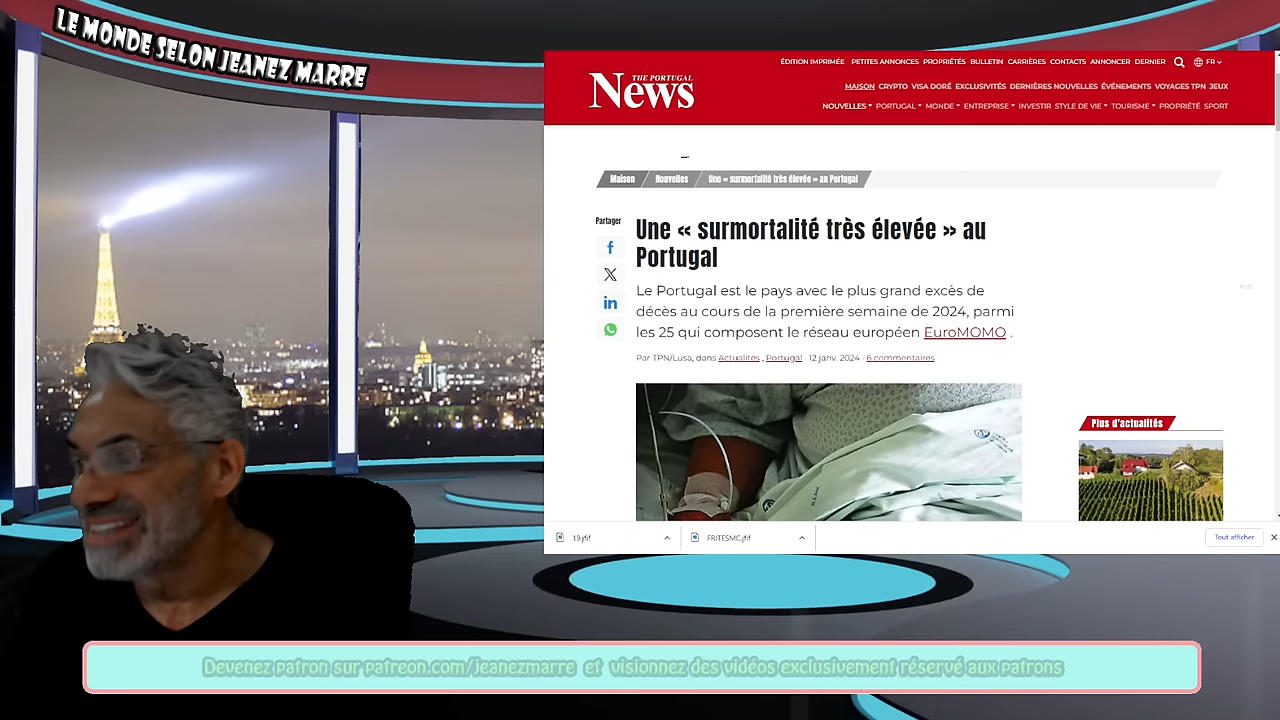 LE MONDE SELON JEANEZ MARRE
THE PORTUGAL
News
ÉDITION IMPRIMÉE PETITES ANNONCES PROPRIÉTÉS BULLETIN CARRIÈRES CONTACTS ANNONCER DERNIER FR
MAISON CRYPTO VISA DORÉ EXCLUSIVITÉS DERNIÈRES NOUVELLES ÉVÉNEMENTS VOYAGES TPN JEUX
NOUVELLES PORTUGAL MONDE ENTREPRISE INVESTIR STYLE DE VIE TOURISME PROPRIÉTÉ SPORT
Maison Nouvelles Une « surmortalité très élevée » au Portugal
Partager
Une « surmortalité très élevée » au
Portugal
Le Portugal est le pays avec le plus grand excès de
décès au cours de la première semaine de 2024, parmi
les 25 qui composent le réseau européen EuroMOMO .
Par TPN/Lusa, dans Actualités , Portugal · 12 janv. 2024 · 6 commentaires
PUB
Plus d'actualités
19.jfif FRITESMC.jfif Tout afficher
Devenez patron sur patreon.com/jeanezmarre et visionnez des vidéos exclusivement réservé aux patrons